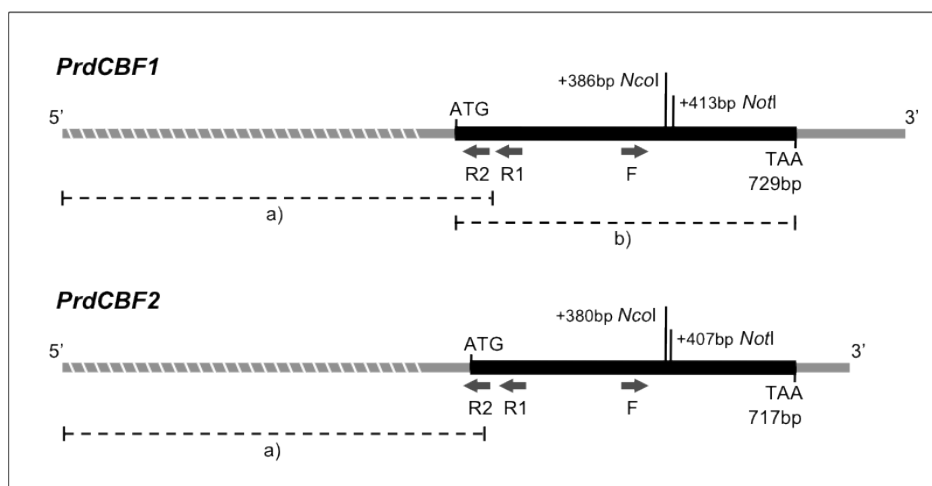 PrdCBF1
+386bp NcoI
+413bp NotI
5’
ATG
3’
R2 R1 F
TAA
729bp
a)
b)
PrdCBF2
+380bp NcoI
+407bp NotI
5’
ATG
3’
R2 R1 F
TAA
717bp
a)